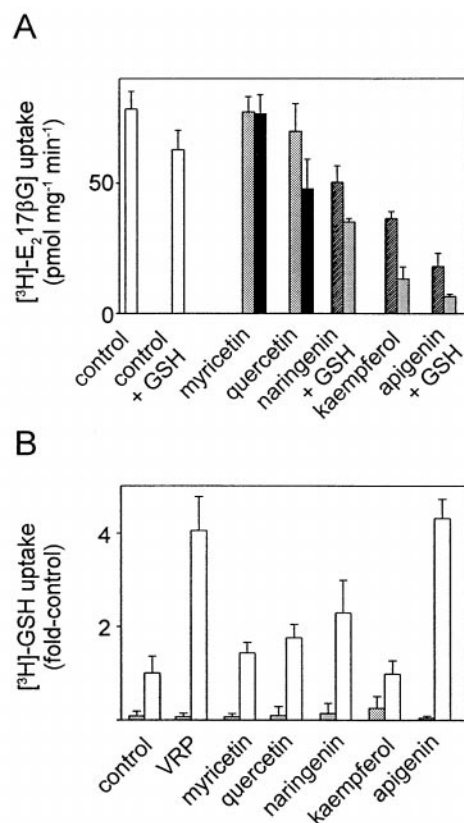 A
[³H]-E₂17βG] uptake
(pmol mg⁻¹ min⁻¹)
50
0
control
control
+ GSH
myricetin
quercetin
naringenin
+ GSH
kaempferol
apigenin
+ GSH
B
[³H]-GSH uptake
(fold-control)
4
2
control
VRP
myricetin
quercetin
naringenin
kaempferol
apigenin